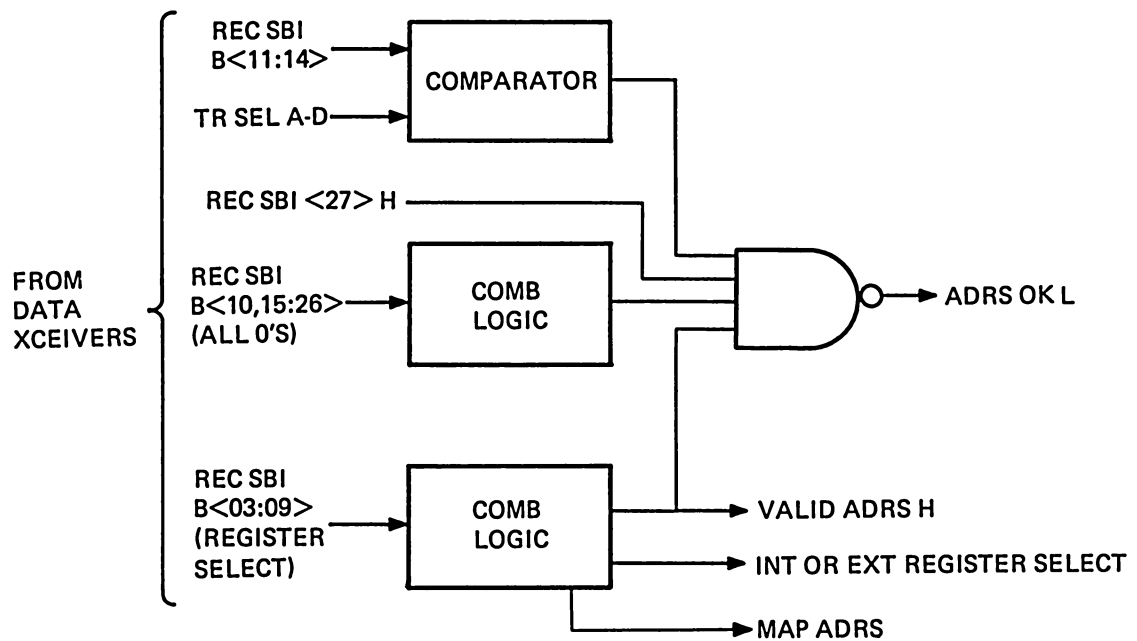 REC SBI
B<11:14>
COMPARATOR
TR SEL A-D
REC SBI <27> H
FROM
DATA
XCEIVERS
REC SBI
B<10,15:26>
(ALL 0'S)
COMB
LOGIC
ADRS OK L
REC SBI
B<03:09>
(REGISTER
SELECT)
COMB
LOGIC
VALID ADRS H
INT OR EXT REGISTER SELECT
MAP ADRS